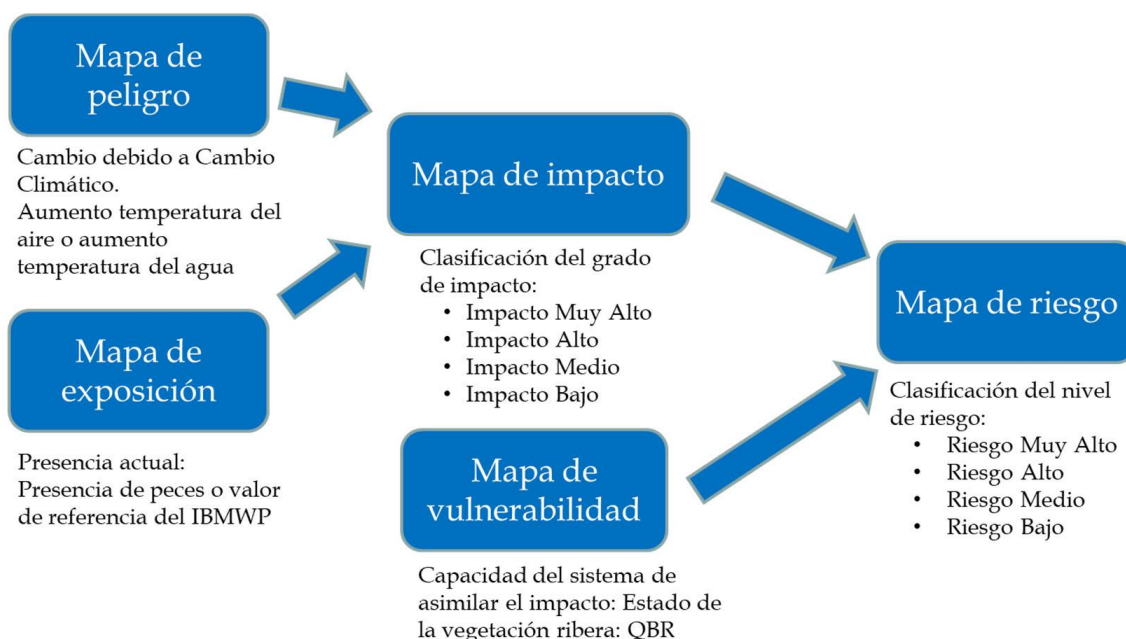 Mapa de
peligro
Cambio debido a Cambio
Climático.
Aumento temperatura del
aire o aumento
temperatura del agua
Mapa de
exposición
Presencia actual:
Presencia de peces o valor
de referencia del IBMWP
Mapa de impacto
Clasificación del grado
de impacto:
• Impacto Muy Alto
• Impacto Alto
• Impacto Medio
• Impacto Bajo
Mapa de
vulnerabilidad
Capacidad del sistema de
asimilar el impacto: Estado de
la vegetación ribera: QBR
Mapa de riesgo
Clasificación del nivel
de riesgo:
• Riesgo Muy Alto
• Riesgo Alto
• Riesgo Medio
• Riesgo Bajo